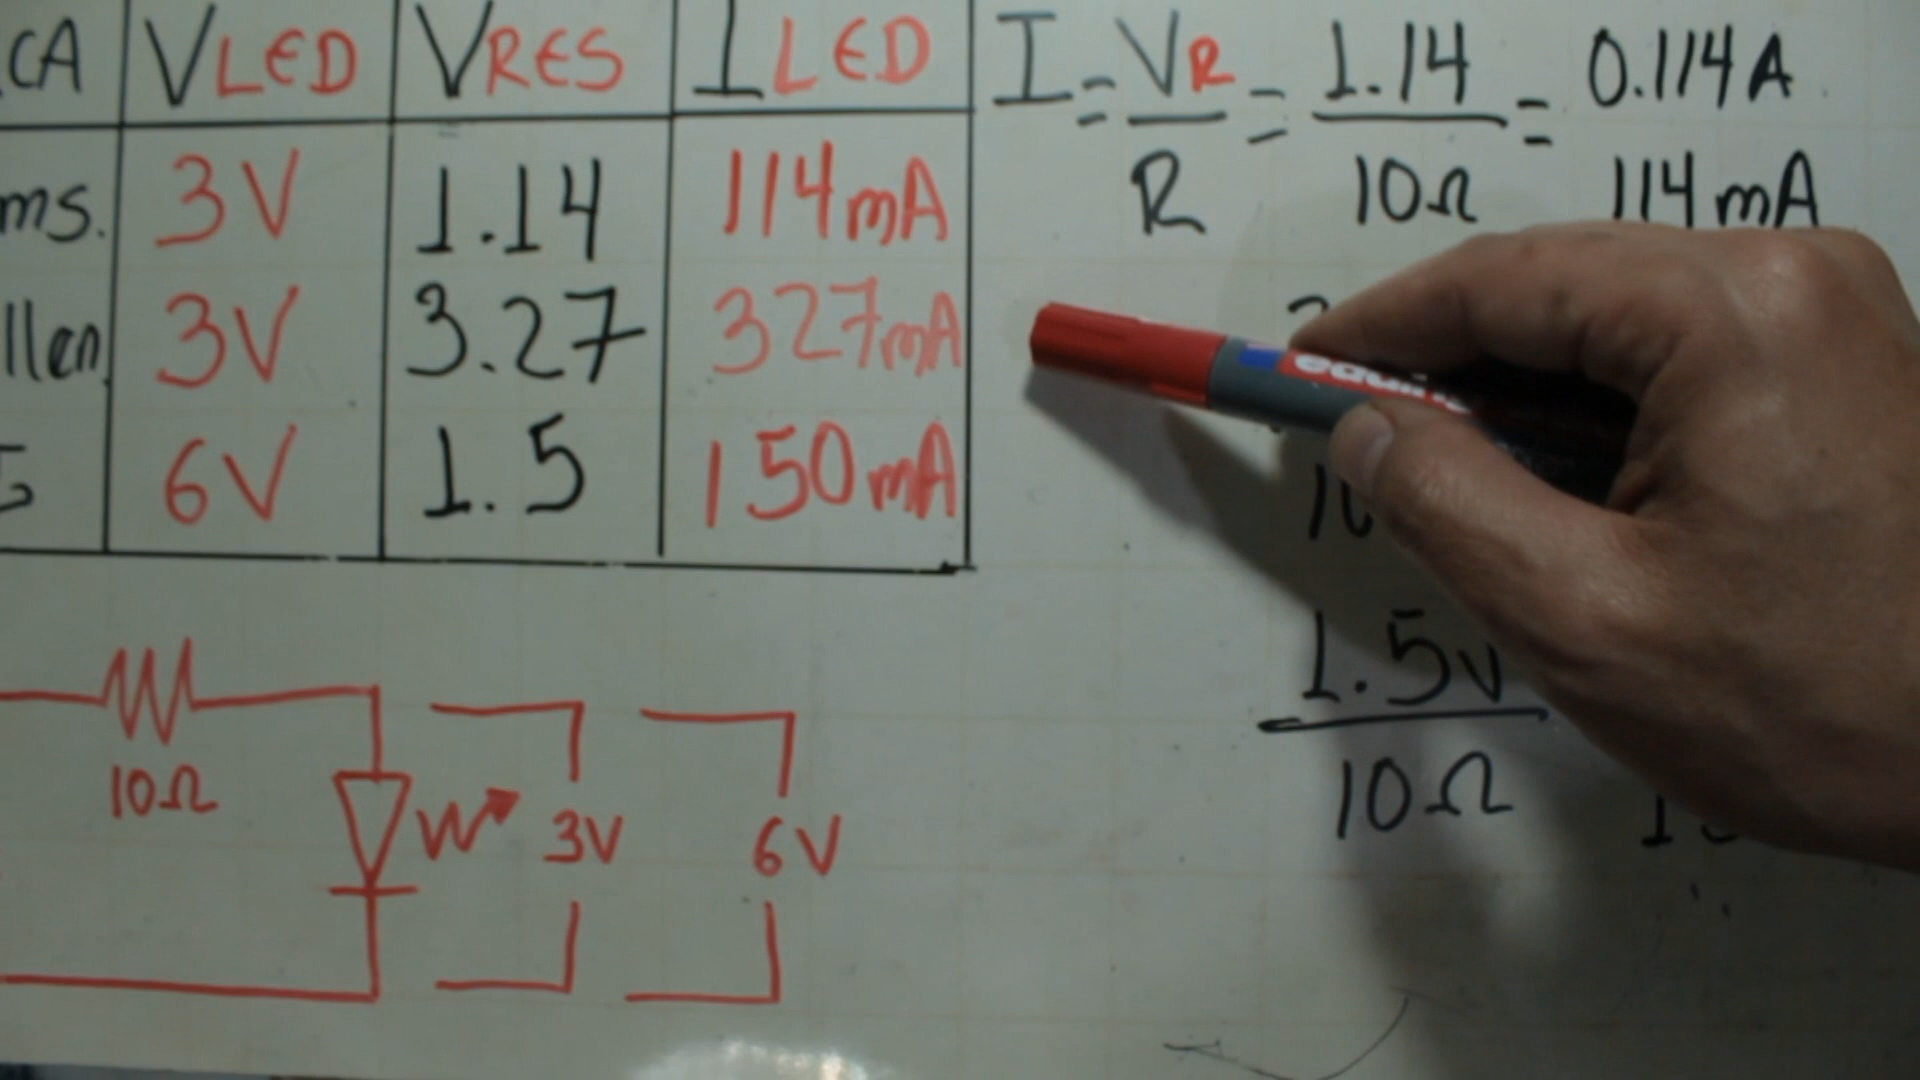 CA VLED VRES ILED
ms. 3V 1.14 114mA
llen 3V 3.27 327mA
6V 1.5 150mA
I = VR / R = 1.14 / 10Ω = 0.114A
114mA
1.5v / 10Ω
10Ω
3V
6V
edding